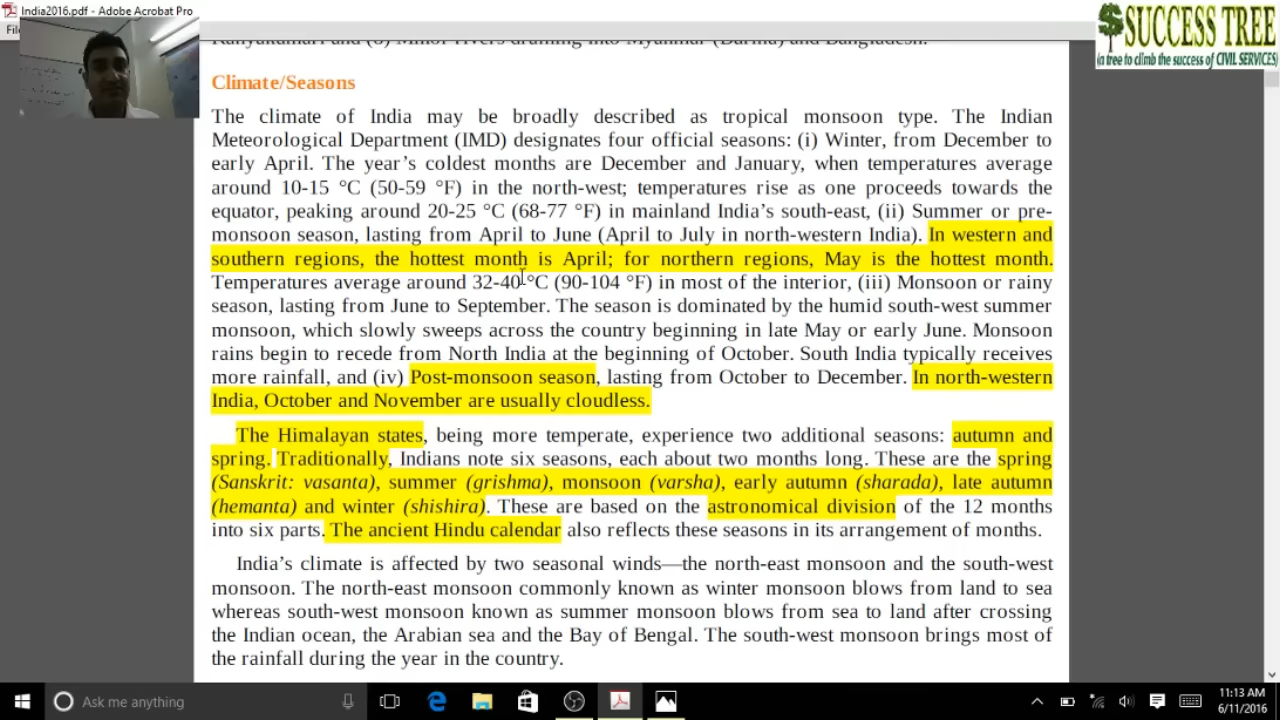 India2016.pdf - Adobe Acrobat Pro
SUCCESS TREE
(a tree to climb the success of CIVIL SERVICES)
Climate/Seasons
The climate of India may be broadly described as tropical monsoon type. The Indian
Meteorological Department (IMD) designates four official seasons: (i) Winter, from December to
early April. The year’s coldest months are December and January, when temperatures average
around 10-15 °C (50-59 °F) in the north-west; temperatures rise as one proceeds towards the
equator, peaking around 20-25 °C (68-77 °F) in mainland India’s south-east, (ii) Summer or pre-
monsoon season, lasting from April to June (April to July in north-western India). In western and
southern regions, the hottest month is April; for northern regions, May is the hottest month.
Temperatures average around 32-40 °C (90-104 °F) in most of the interior, (iii) Monsoon or rainy
season, lasting from June to September. The season is dominated by the humid south-west summer
monsoon, which slowly sweeps across the country beginning in late May or early June. Monsoon
rains begin to recede from North India at the beginning of October. South India typically receives
more rainfall, and (iv) Post-monsoon season, lasting from October to December. In north-western
India, October and November are usually cloudless.
The Himalayan states, being more temperate, experience two additional seasons: autumn and
spring. Traditionally, Indians note six seasons, each about two months long. These are the spring
(Sanskrit: vasanta), summer (grishma), monsoon (varsha), early autumn (sharada), late autumn
(hemanta) and winter (shishira). These are based on the astronomical division of the 12 months
into six parts. The ancient Hindu calendar also reflects these seasons in its arrangement of months.
India’s climate is affected by two seasonal winds—the north-east monsoon and the south-west
monsoon. The north-east monsoon commonly known as winter monsoon blows from land to sea
whereas south-west monsoon known as summer monsoon blows from sea to land after crossing
the Indian ocean, the Arabian sea and the Bay of Bengal. The south-west monsoon brings most of
the rainfall during the year in the country.
Ask me anything
11:13 AM
6/11/2016